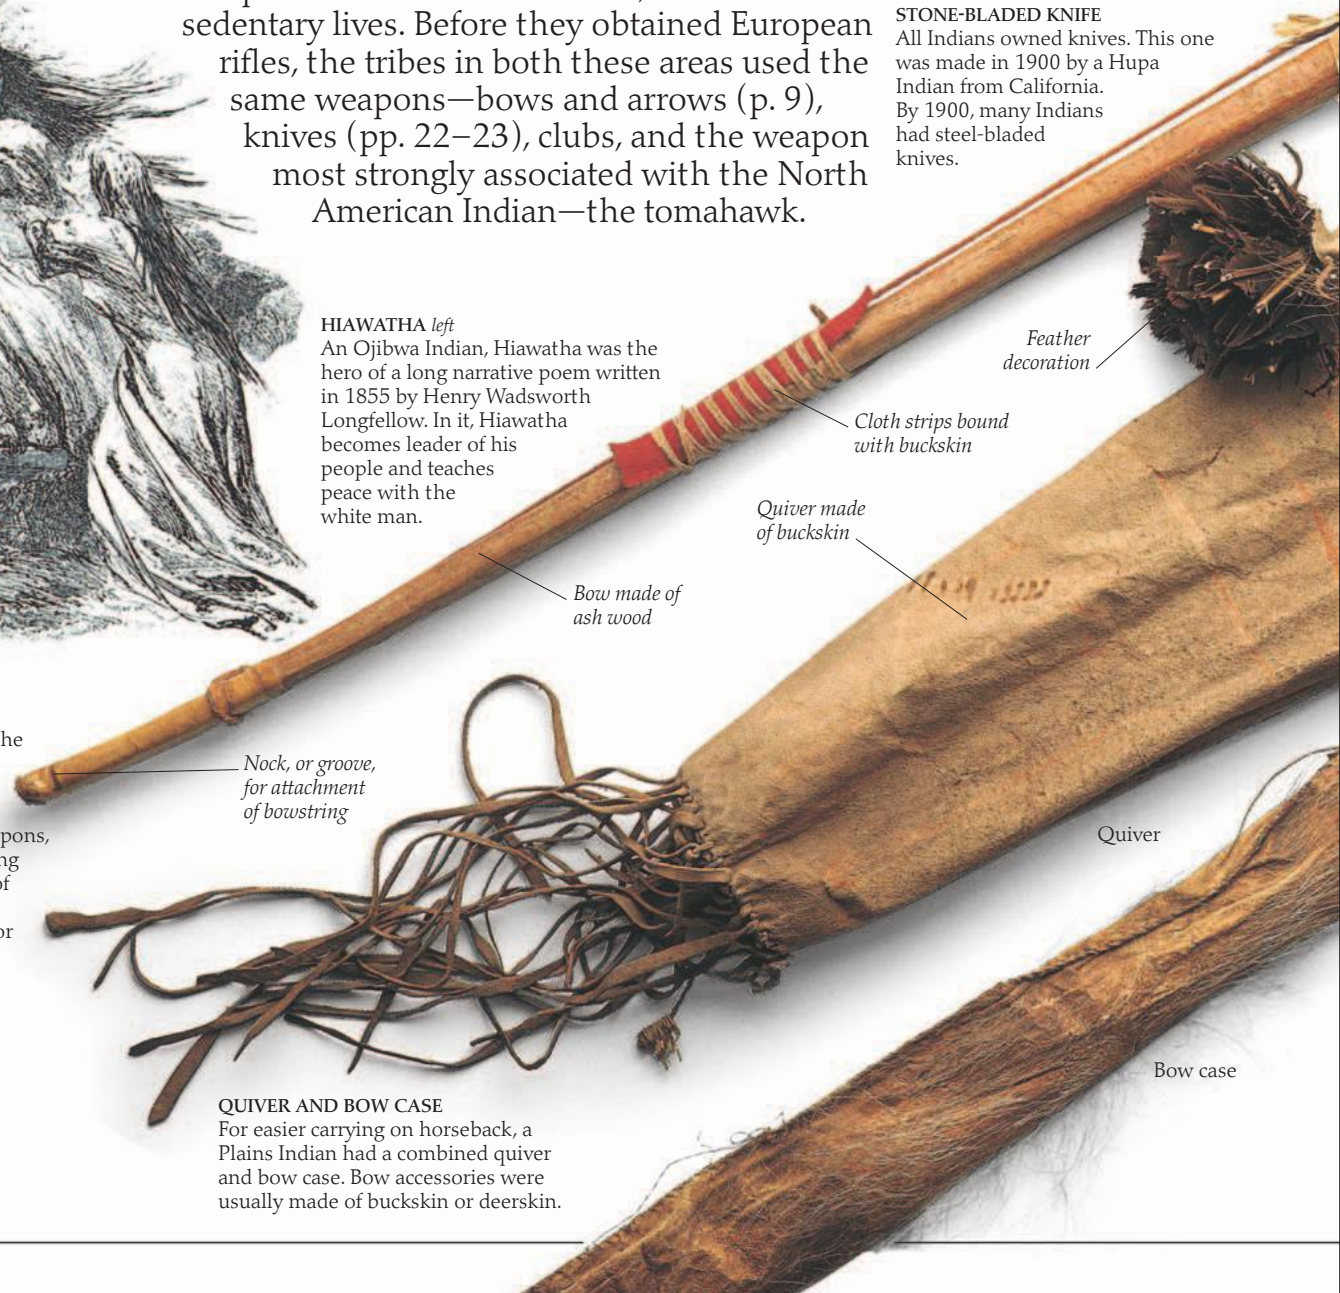 sedentary lives. Before they obtained European
rifles, the tribes in both these areas used the
same weapons—bows and arrows (p. 9),
knives (pp. 22–23), clubs, and the weapon
most strongly associated with the North
American Indian—the tomahawk.
STONE-BLADED KNIFE
All Indians owned knives. This one
was made in 1900 by a Hupa
Indian from California.
By 1900, many Indians
had steel-bladed
knives.
HIAWATHA left
An Ojibwa Indian, Hiawatha was the
hero of a long narrative poem written
in 1855 by Henry Wadsworth
Longfellow. In it, Hiawatha
becomes leader of his
people and teaches
peace with the
white man.
Feather
decoration
Cloth strips bound
with buckskin
Quiver made
of buckskin
Bow made of
ash wood
he
pons,
ng
of
or
Nock, or groove,
for attachment
of bowstring
Quiver
Bow case
QUIVER AND BOW CASE
For easier carrying on horseback, a
Plains Indian had a combined quiver
and bow case. Bow accessories were
usually made of buckskin or deerskin.